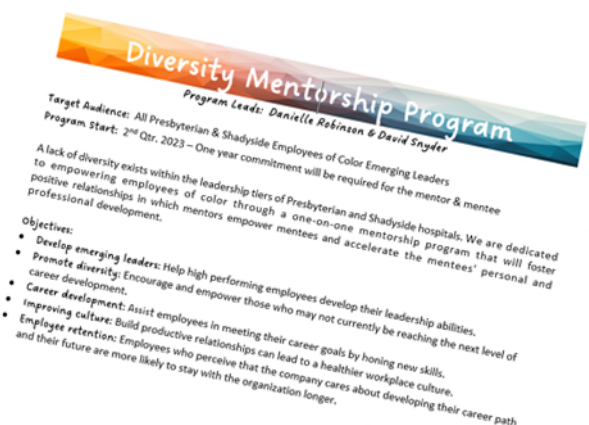 Diversity Mentorship Program
Program Leads: Danielle Robinson & David Snyder
Target Audience: All Presbyterian & Shadyside Employees of Color Emerging Leaders
Program Start: 2nd Qtr. 2023 – One year commitment will be required for the mentor & mentee
A lack of diversity exists within the leadership tiers of Presbyterian and Shadyside hospitals. We are dedicated
to empowering employees of color through a one-on-one mentorship program that will foster
positive relationships in which mentors empower mentees and accelerate the mentees' personal and
professional development.
Objectives:
• Develop emerging leaders: Help high performing employees develop their leadership abilities.
• Promote diversity: Encourage and empower those who may not currently be reaching the next level of
career development.
• Career development: Assist employees in meeting their career goals by honing new skills.
• Improving culture: Build productive relationships can lead to a healthier workplace culture.
• Employee retention: Employees who perceive that the company cares about developing their career path
and their future are more likely to stay with the organization longer.